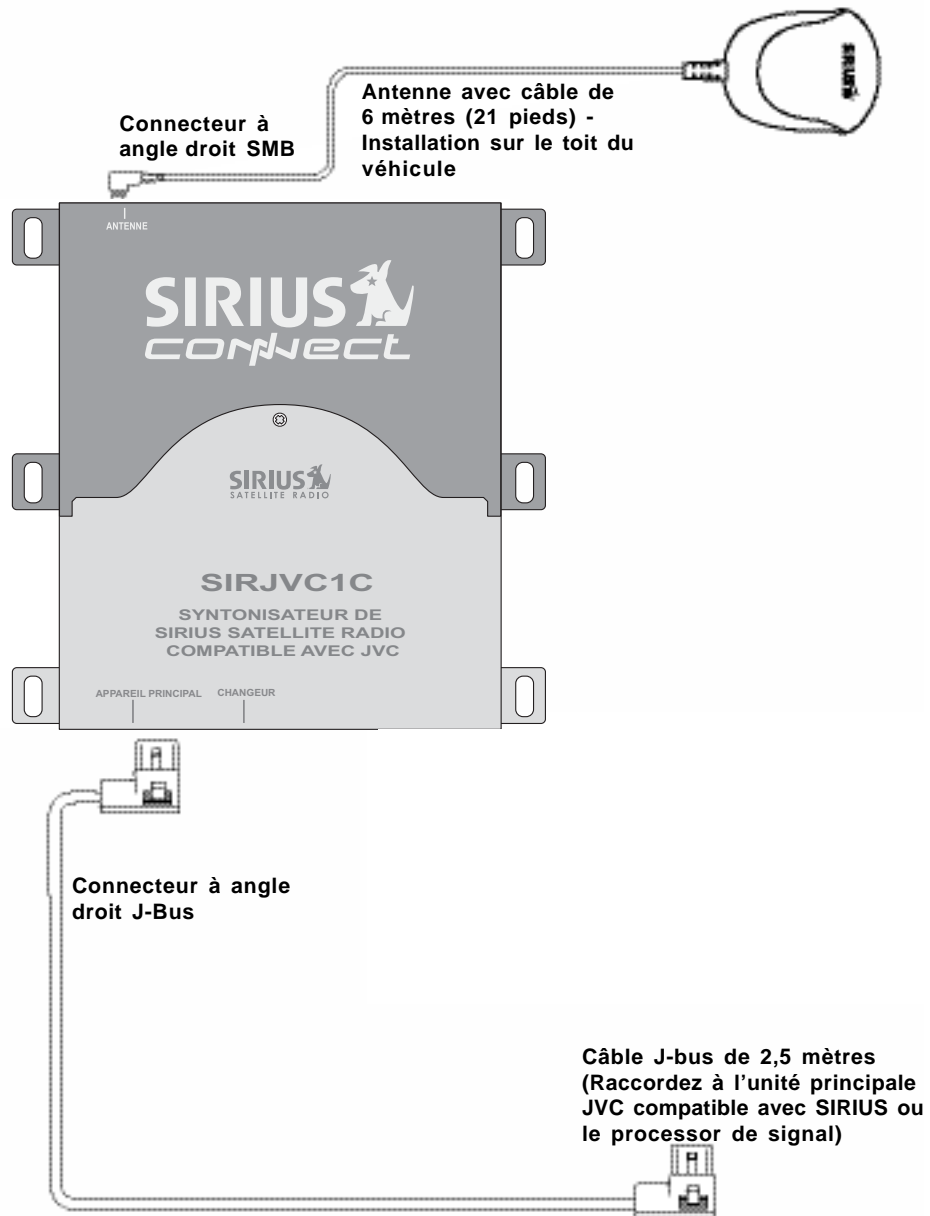 SIRIUS
Antenne avec câble de
6 mètres (21 pieds) -
Installation sur le toit du
véhicule
Connecteur à
angle droit SMB
ANTENNE
SIRIUS
connect
SIRIUS
SATELLITE RADIO
SIRJVC1C
SYNTONISATEUR DE
SIRIUS SATELLITE RADIO
COMPATIBLE AVEC JVC
APPAREIL PRINCIPAL CHANGEUR
Connecteur à angle
droit J-Bus
Câble J-bus de 2,5 mètres
(Raccordez à l’unité principale
JVC compatible avec SIRIUS ou
le processor de signal)